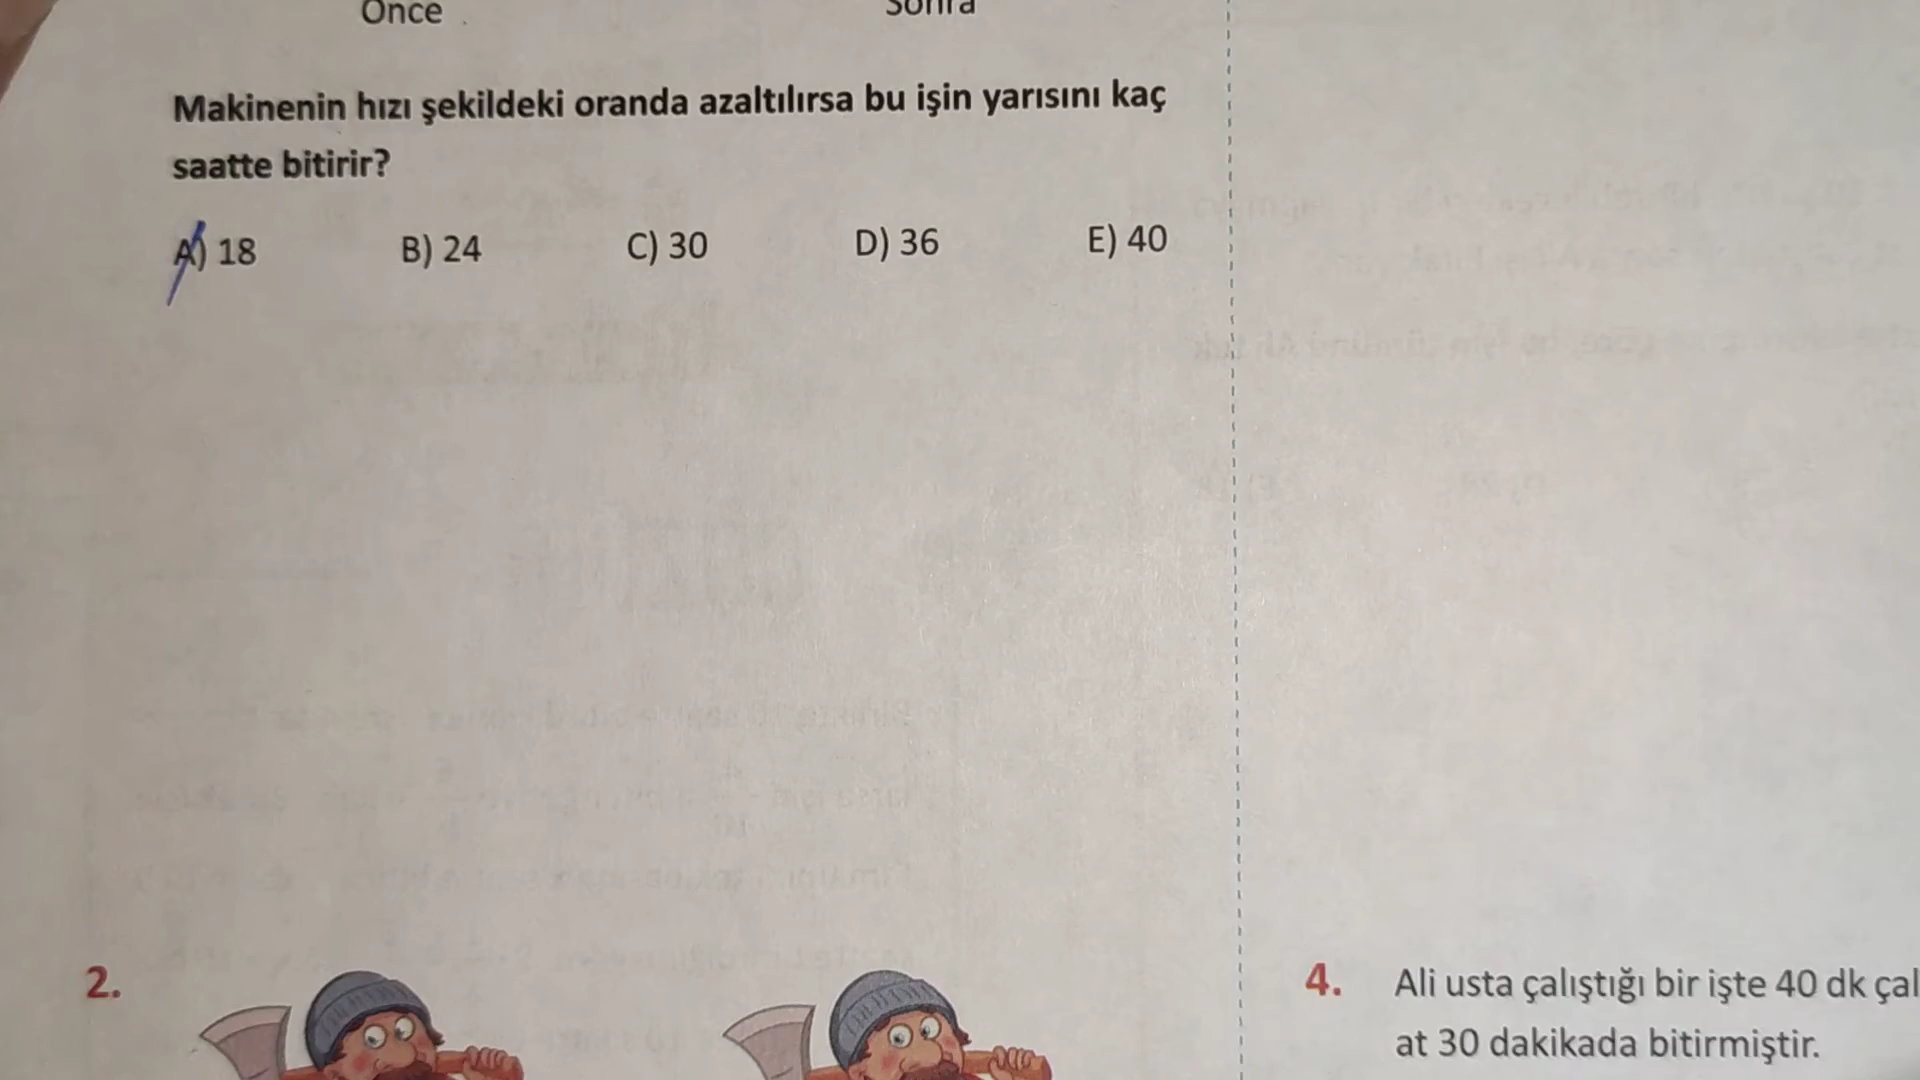 Önce
Sonra
Makinenin hızı şekildeki oranda azaltılırsa bu işin yarısını kaç
saatte bitirir?
A) 18 B) 24 C) 30 D) 36 E) 40
2.
4. Ali usta çalıştığı bir işte 40 dk çal
at 30 dakikada bitirmiştir.